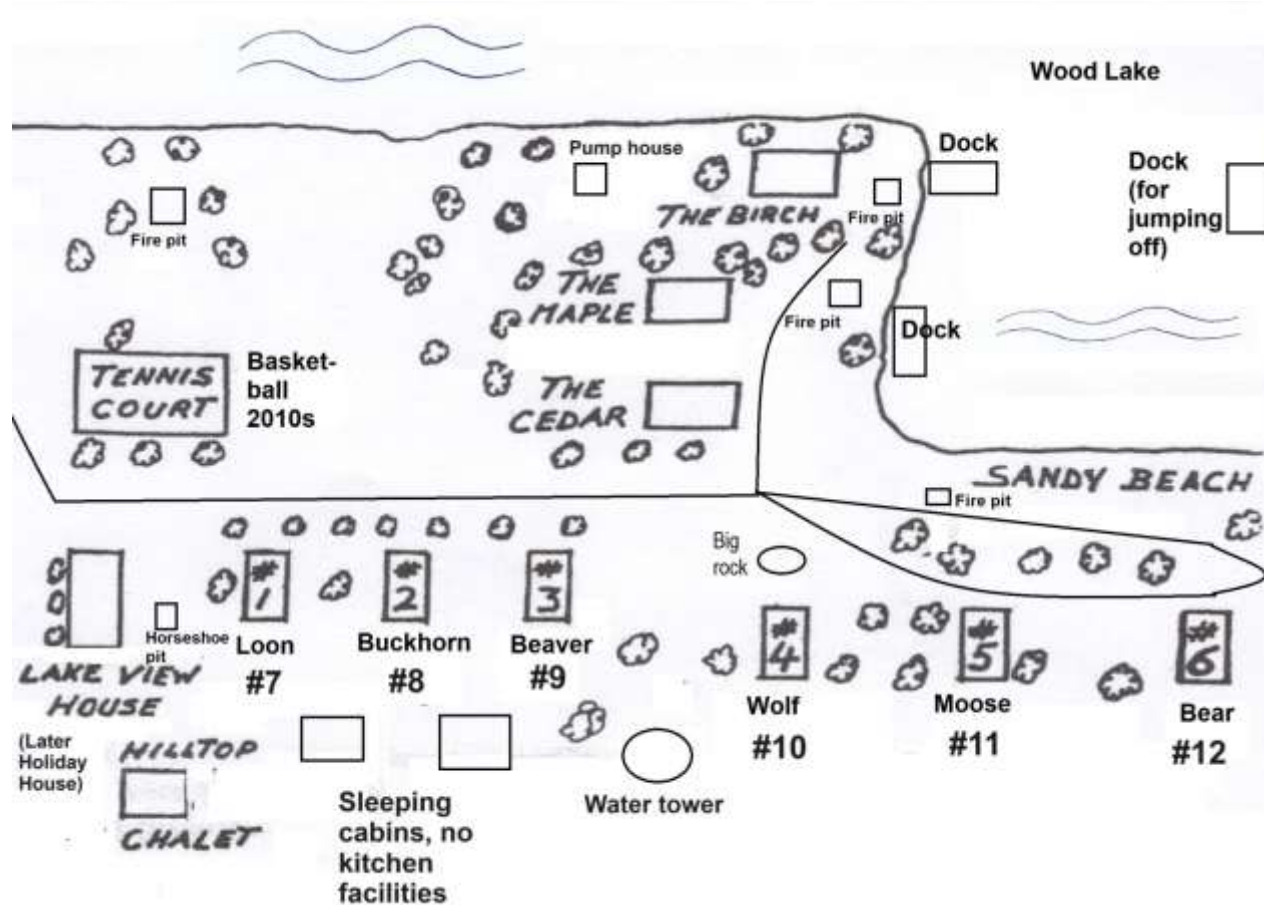 Wood Lake
Pump house
Dock
Dock
(for
jumping
off)
THE BIRCH
Fire pit
Fire pit
THE
MAPLE
Fire pit
Dock
TENNIS
COURT
Basket-
ball
2010s
THE
CEDAR
SANDY BEACH
Fire pit
Big
rock
#
1
#
2
#
3
#
4
#
5
#
6
Horseshoe
pit
Loon
#7
Buckhorn
#8
Beaver
#9
Wolf
#10
Moose
#11
Bear
#12
LAKE VIEW
HOUSE
(Later
Holiday
House)
HILLTOP
CHALET
Sleeping
cabins, no
kitchen
facilities
Water tower